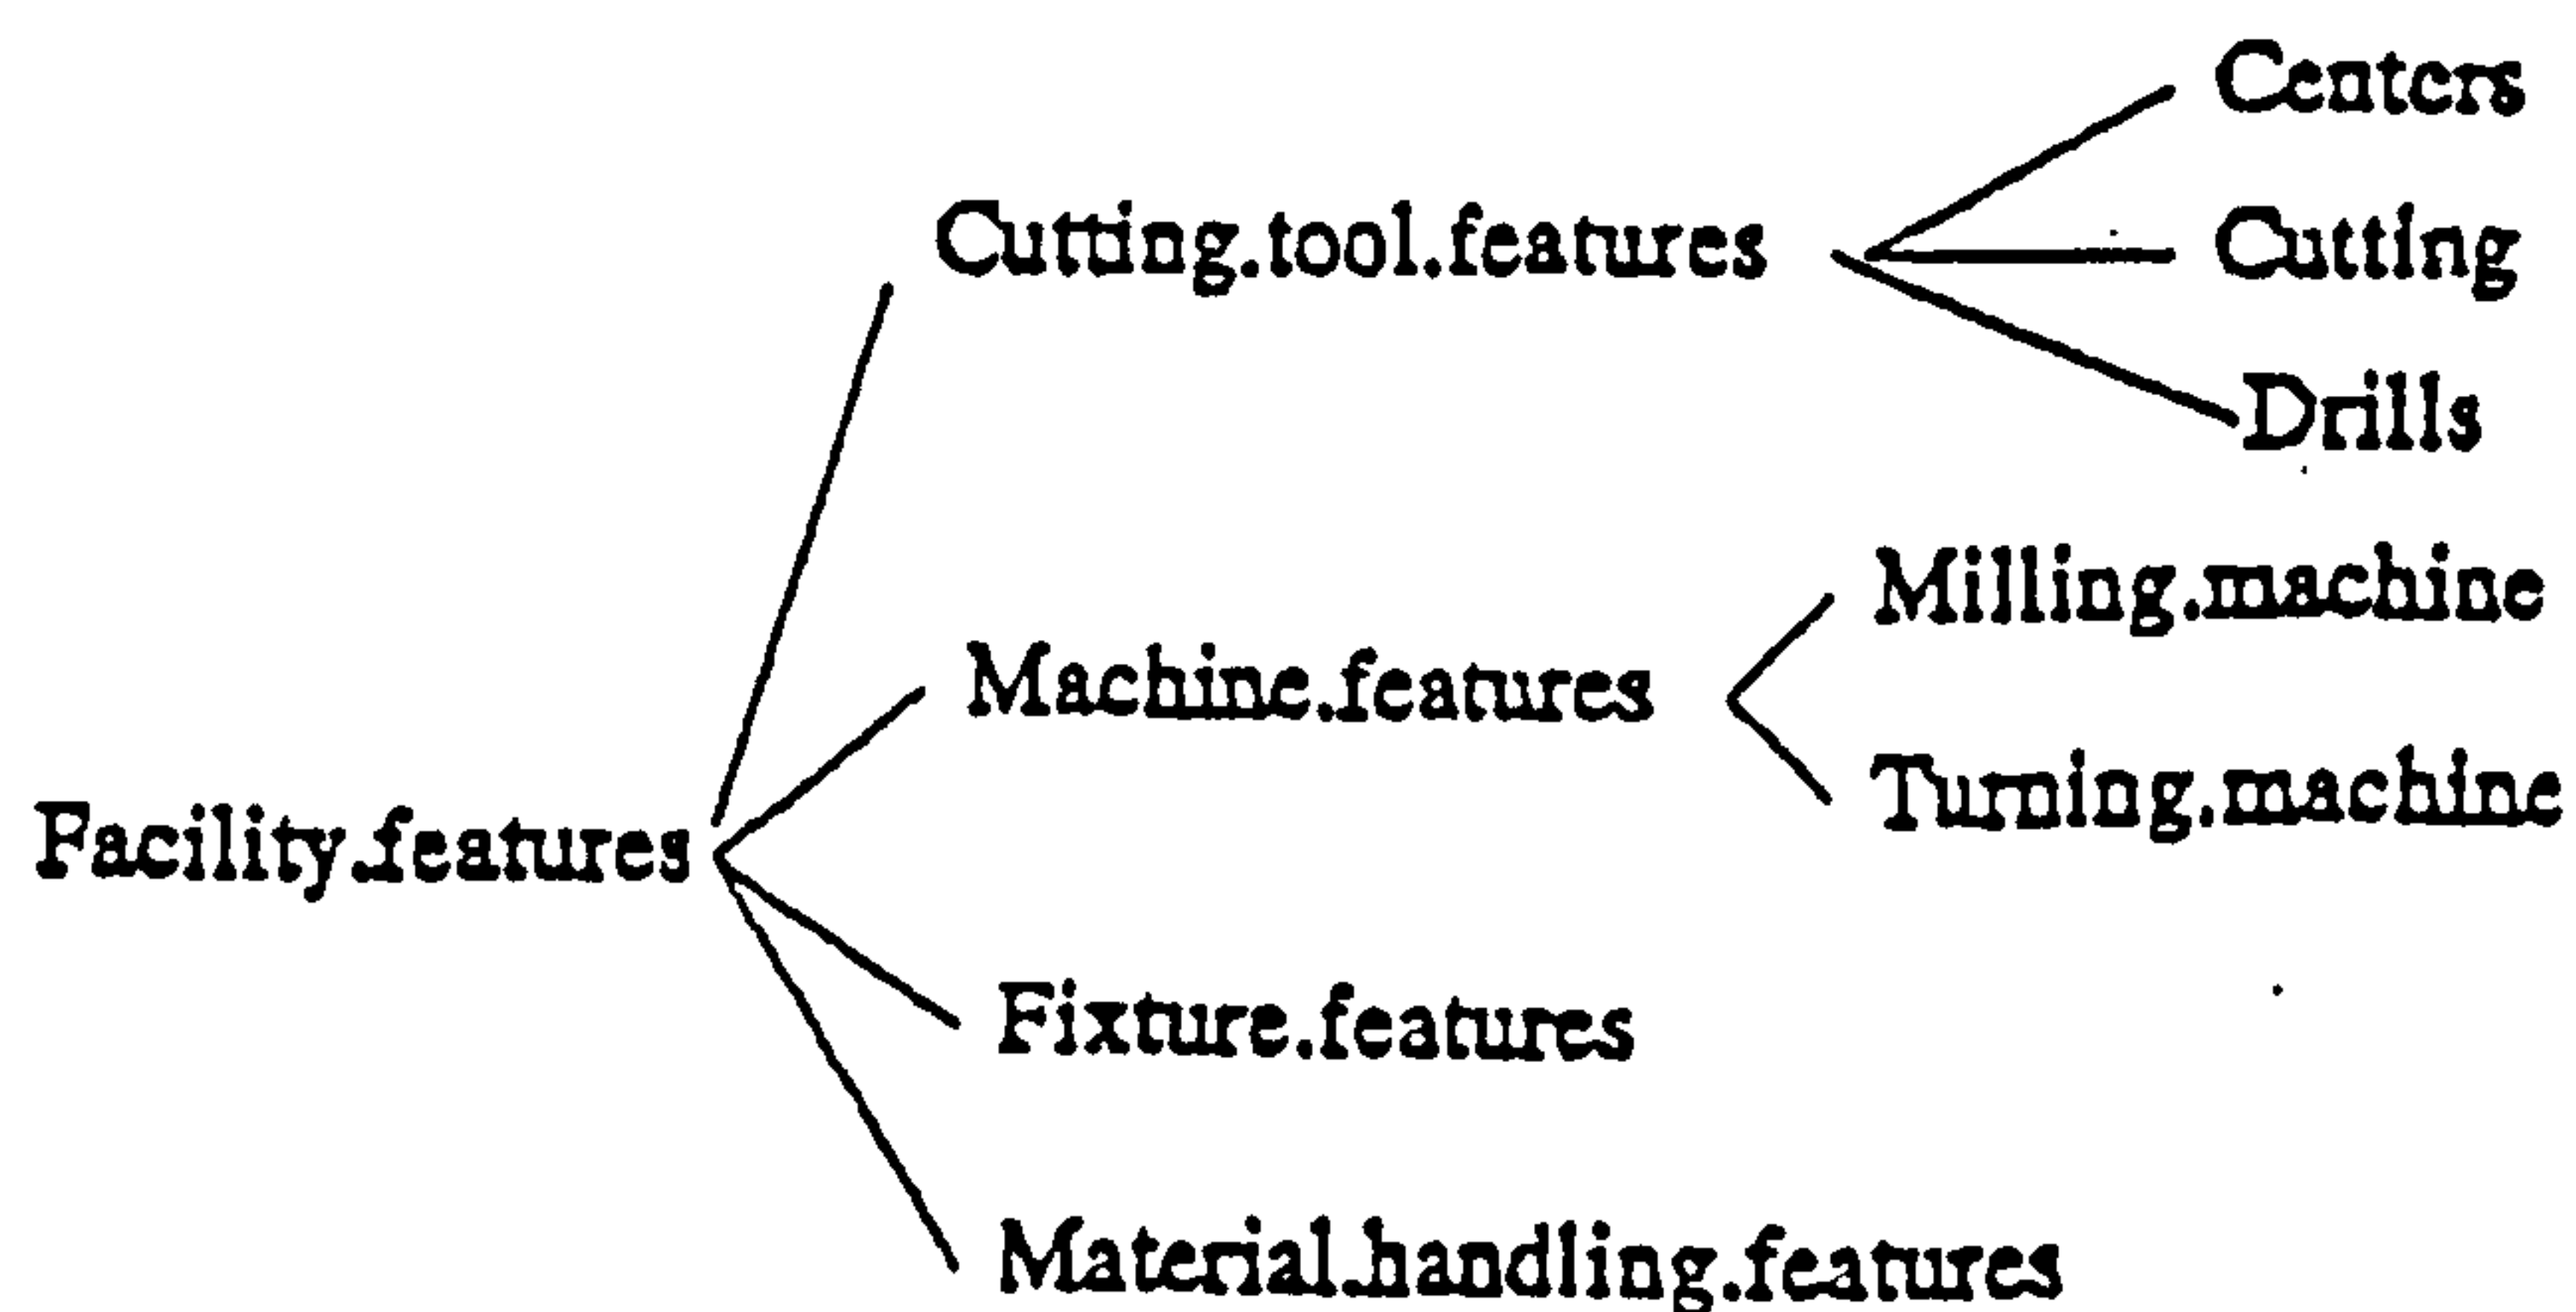 Centers
Cutting.tool.features
Cutting
Drills
Milling.machine
Machine.features
Turning.machine
Facility.features
Fixture.features
Material.handling.features